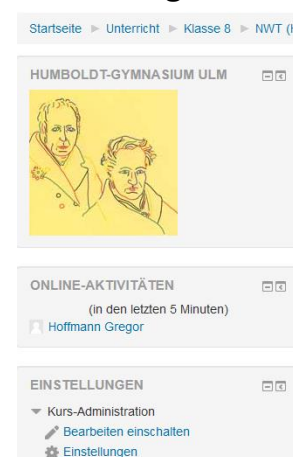 Startseite ► Unterricht ► Klasse 8 ► NWT (
HUMBOLDT-GYMNASIUM ULM
ONLINE-AKTIVITÄTEN
(in den letzten 5 Minuten)
Hoffmann Gregor
EINSTELLUNGEN
Kurs-Administration
Bearbeiten einschalten
Einstellungen